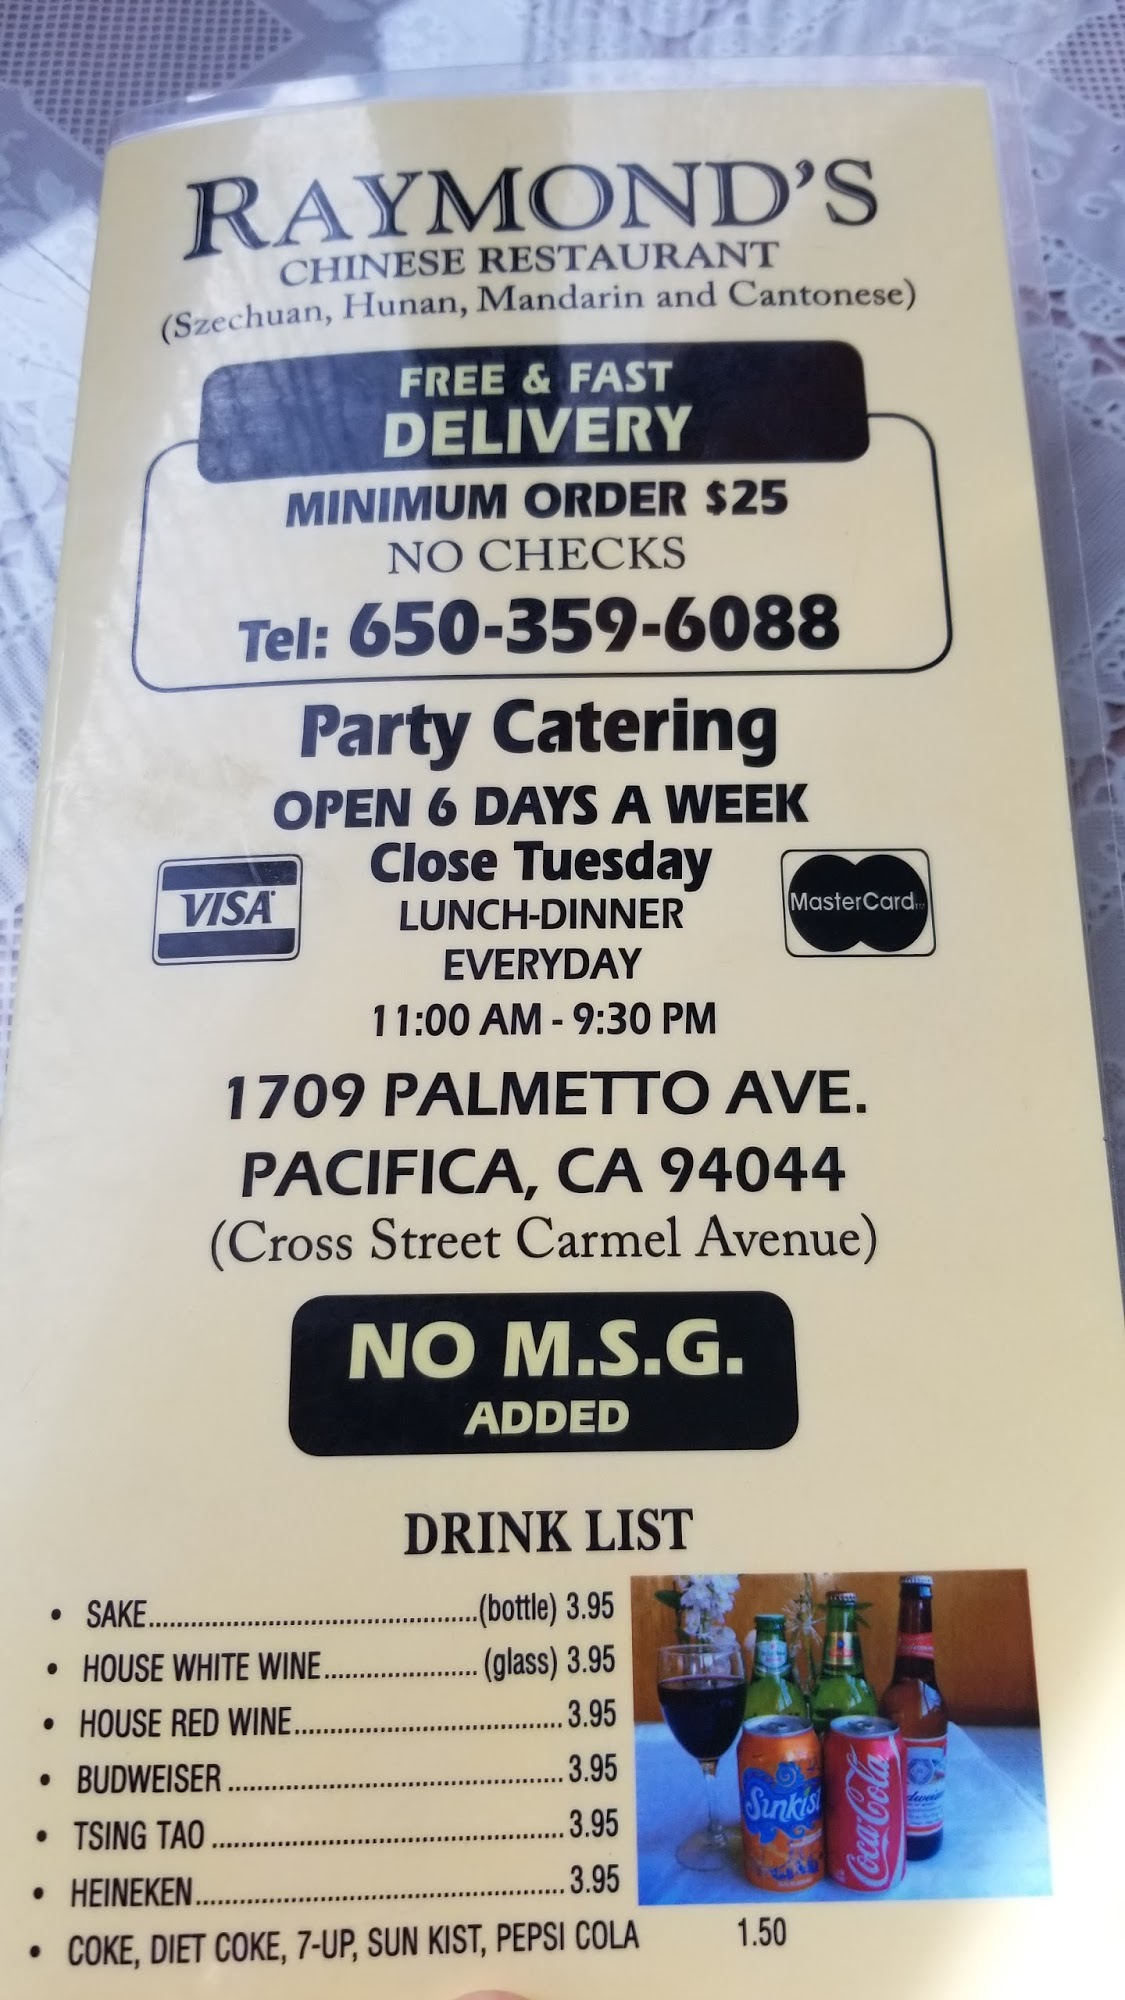 RAYMOND'S
CHINESE RESTAURANT
(Szechuan, Hunan, Mandarin and Cantonese)
FREE & FAST
DELIVERY
MINIMUM ORDER $25
NO CHECKS
Tel: 650-359-6088
Party Catering
OPEN 6 DAYS A WEEK
Close Tuesday
VISA
MasterCard
LUNCH-DINNER
EVERYDAY
11:00 AM - 9:30 PM
1709 PALMETTO AVE.
PACIFICA, CA 94044
(Cross Street Carmel Avenue)
NO M.S.G.
ADDED
DRINK LIST
• SAKE..........................................(bottle) 3.95
• HOUSE WHITE WINE.................... (glass) 3.95
• HOUSE RED WINE................................... 3.95
• BUDWEISER ............................................ 3.95
• TSING TAO .............................................. 3.95
• HEINEKEN................................................ 3.95
• COKE, DIET COKE, 7-UP, SUN KIST, PEPSI COLA 1.50
Sunkist
Coca-Cola